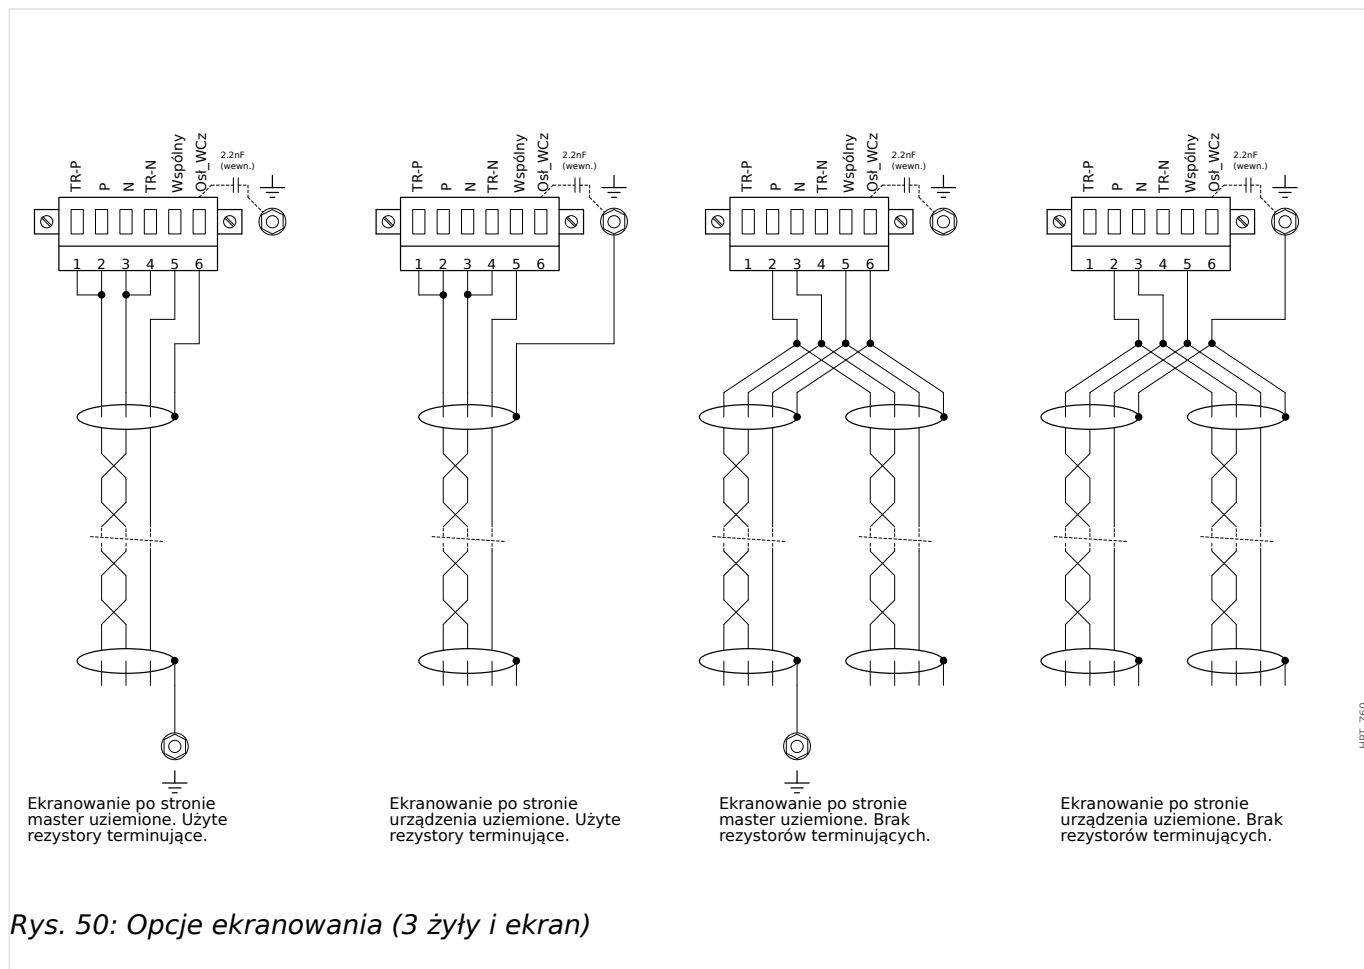 TR-P
P
N
TR-N
Wspólny
Osł_WCz
2.2nF
(wewn.)
1 2 3 4 5 6
TR-P
P
N
TR-N
Wspólny
Osł_WCz
2.2nF
(wewn.)
1 2 3 4 5 6
TR-P
P
N
TR-N
Wspólny
Osł_WCz
2.2nF
(wewn.)
1 2 3 4 5 6
TR-P
P
N
TR-N
Wspólny
Osł_WCz
2.2nF
(wewn.)
1 2 3 4 5 6
Ekranowanie po stronie
master uziemione. Użyte
rezystory terminujące.
Ekranowanie po stronie
urządzenia uziemione. Użyte
rezystory terminujące.
Ekranowanie po stronie
master uziemione. Brak
rezystorów terminujących.
Ekranowanie po stronie
urządzenia uziemione. Brak
rezystorów terminujących.
Rys. 50: Opcje ekranowania (3 żyły i ekran)